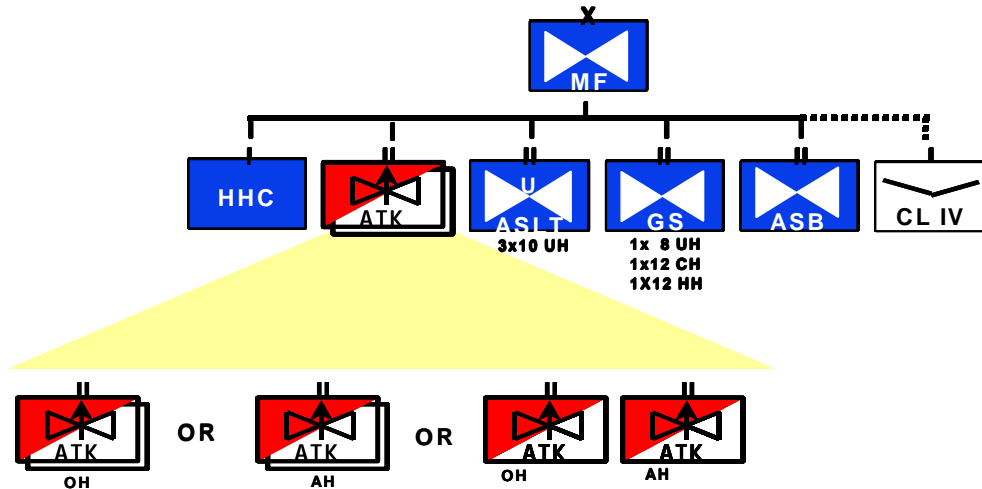 X
MF
HHC
ATK
U
ASLT
3x10 UH
GS
1x 8 UH
1x12 CH
1X12 HH
ASB
CL IV
ATK
OH
OR
ATK
AH
OR
ATK
OH
ATK
AH